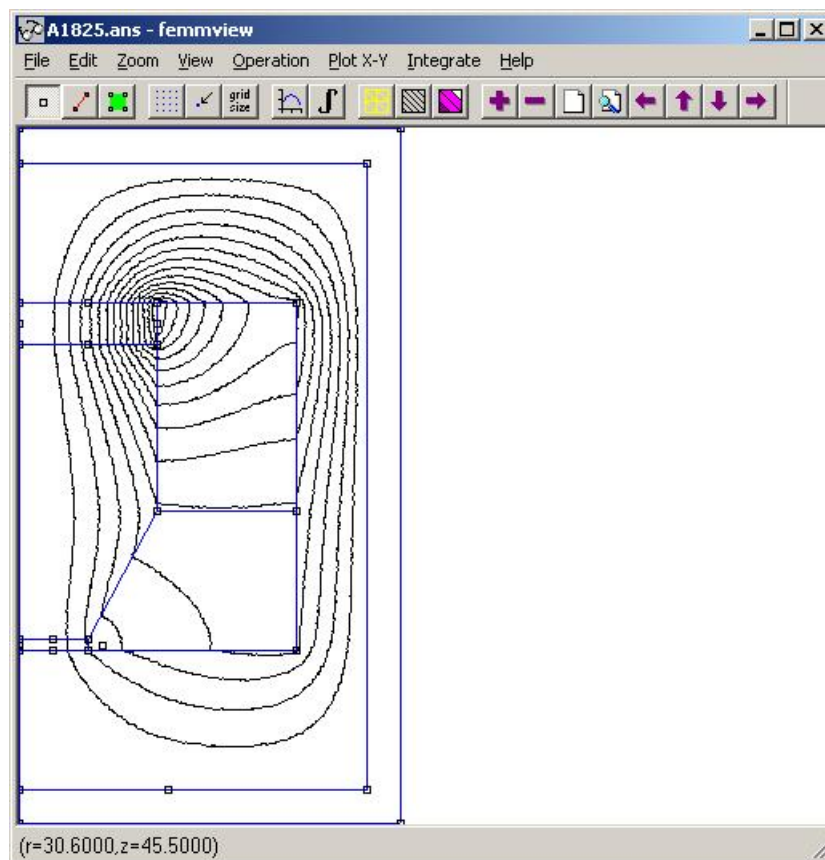 A1825.ans - femmview
File Edit Zoom View Operation Plot X-Y Integrate Help
grid
size
(r=30.6000,z=45.5000)